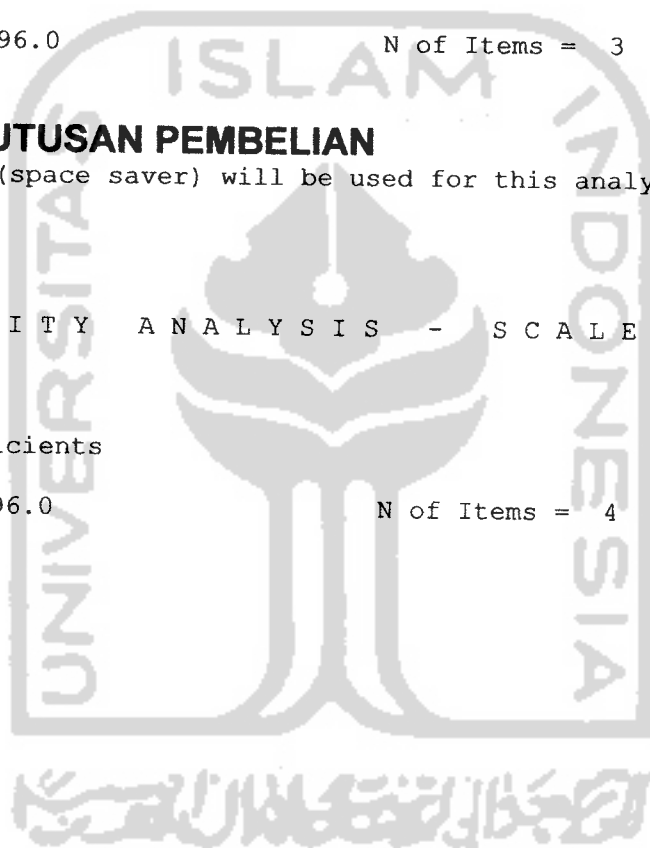 96.0 N of Items = 3
UTUSAN PEMBELIAN
(space saver) will be used for this analy
I T Y A N A L Y S I S - S C A L E
icients
96.0 N of Items = 4
ISLAM
UNIVERSITAS
INDONESIA